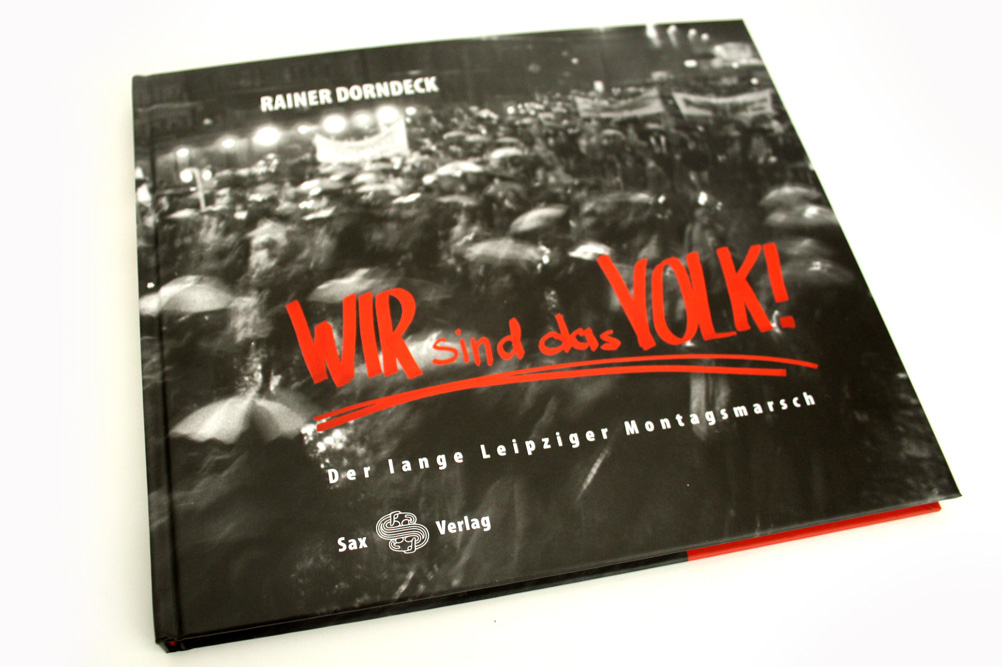 RAINER DORNDECK
WIR sind das VOLK!
Der lange Leipziger Montagsmarsch
Sax Verlag